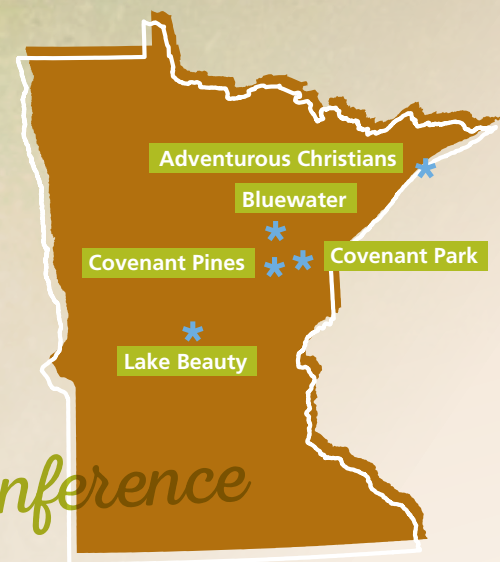 Adventurous Christians
Bluewater
Covenant Pines
Covenant Park
Lake Beauty
nference